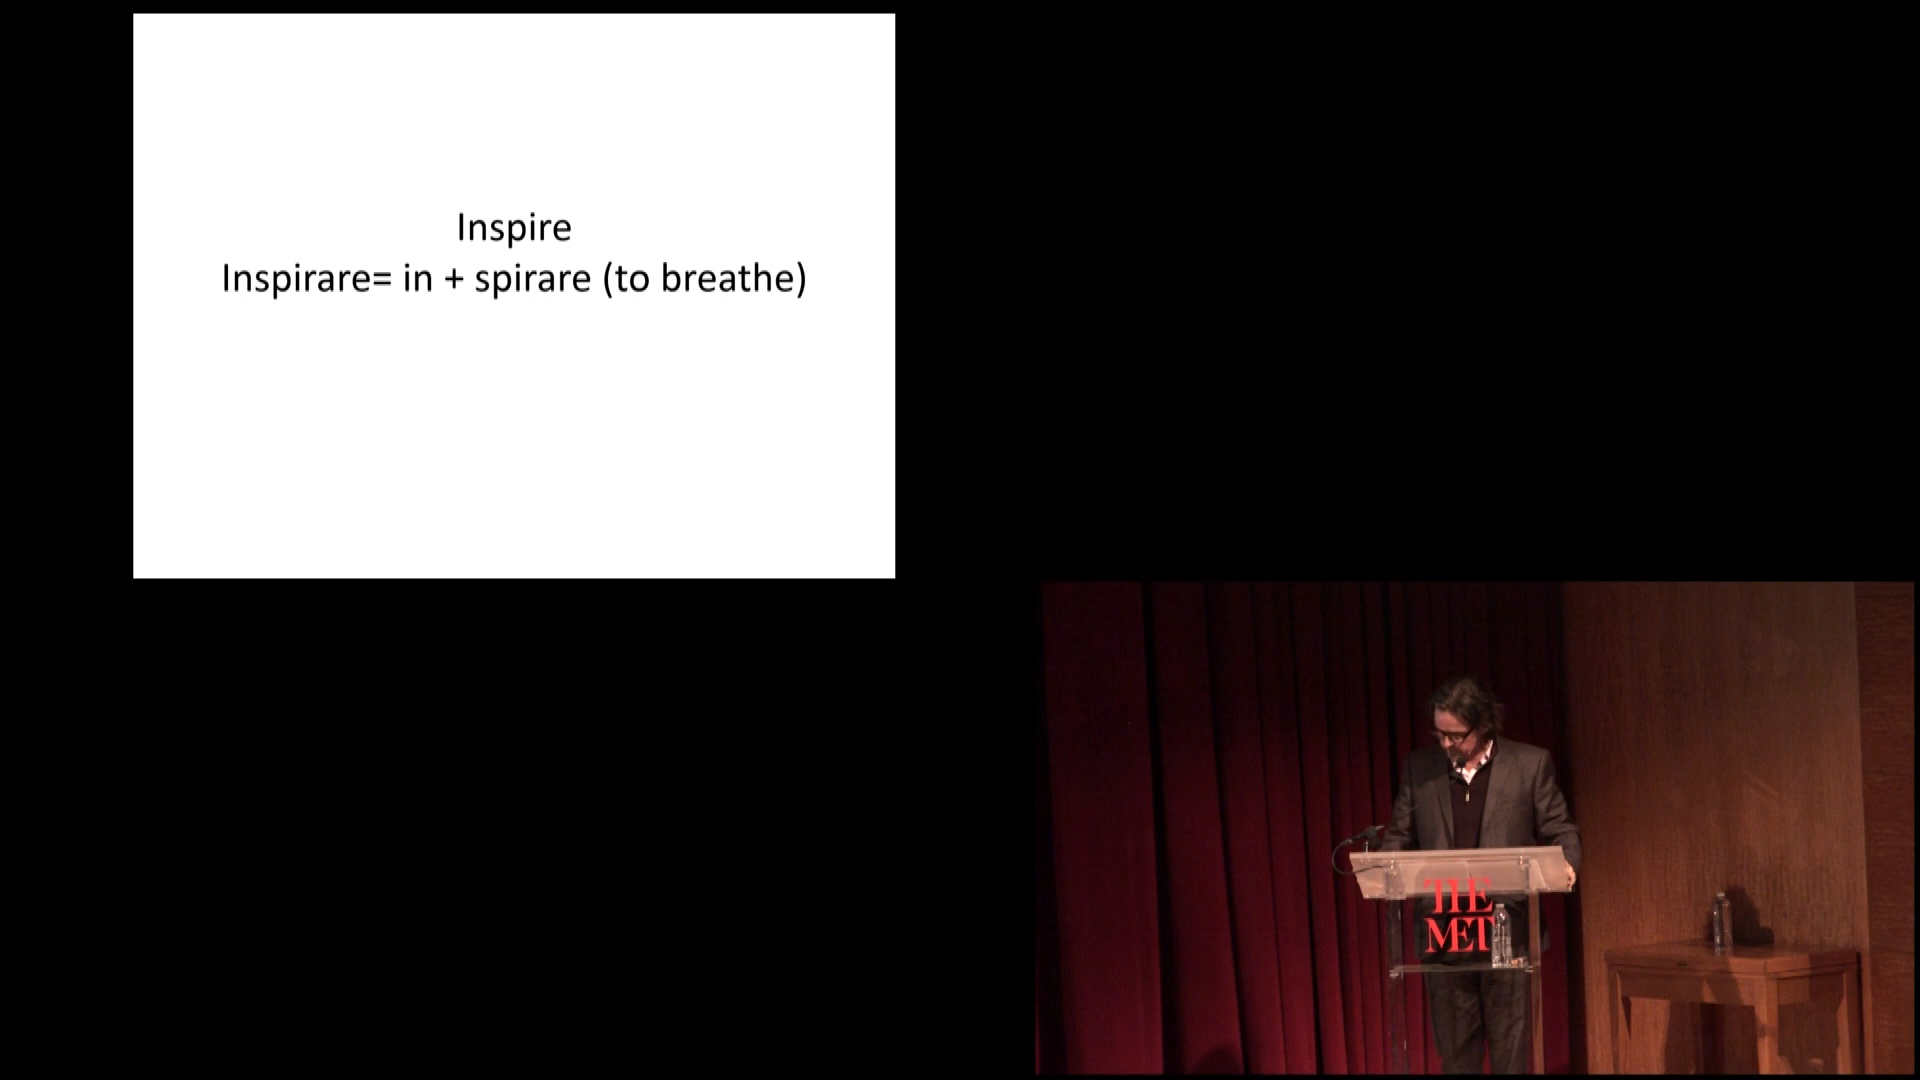 Inspire
Inspirare= in + spirare (to breathe)
THE
MET